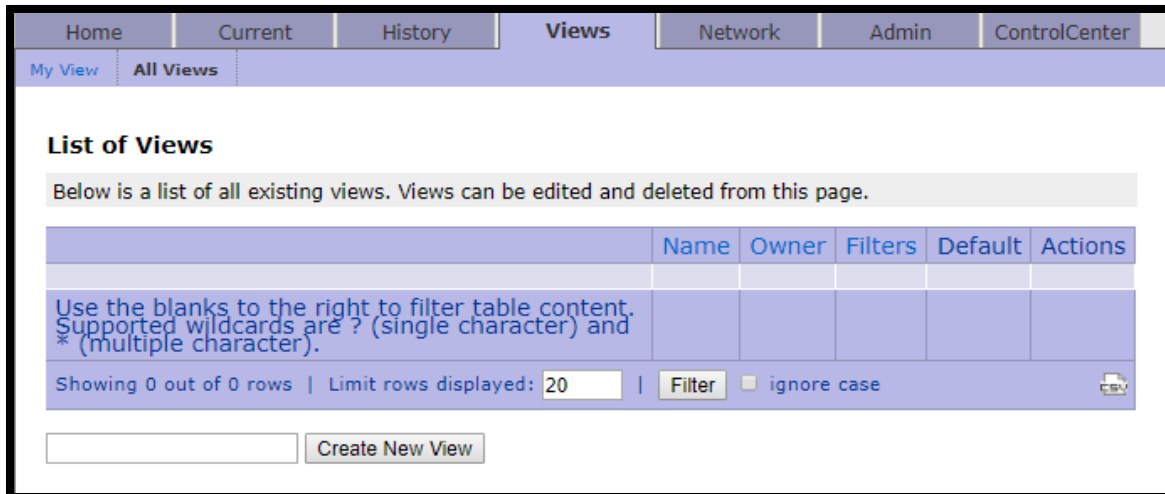 Home Current History Views Network Admin ControlCenter
My View All Views
List of Views
Below is a list of all existing views. Views can be edited and deleted from this page.
Name Owner Filters Default Actions
Use the blanks to the right to filter table content.
Supported wildcards are ? (single character) and
* (multiple character).
Showing 0 out of 0 rows | Limit rows displayed: 20 | Filter ignore case CSV
Create New View